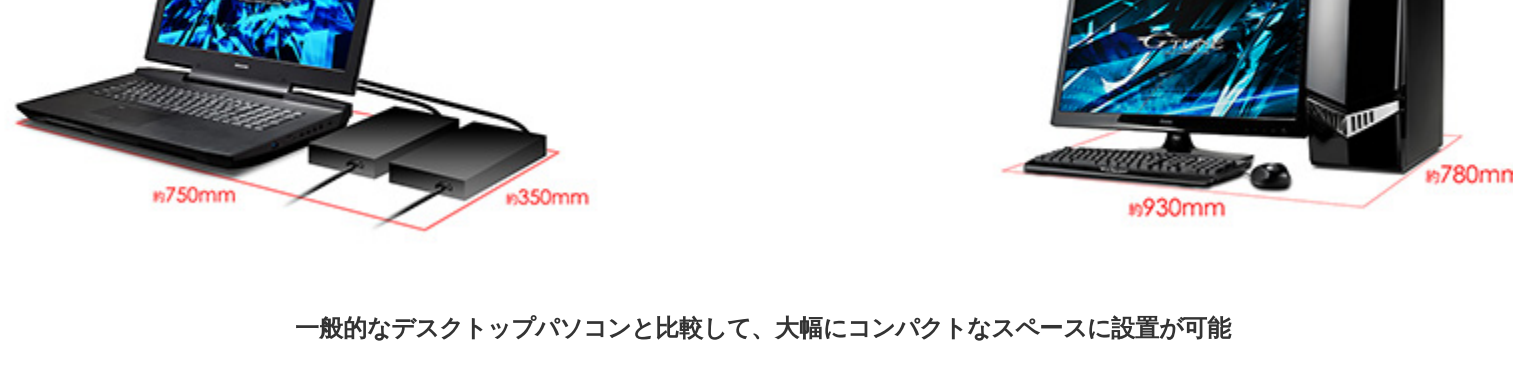 G TUNE
約750mm
約350mm
約930mm
約780mm
一般的なデスクトップパソコンと比較して、大幅にコンパクトなスペースに設置が可能